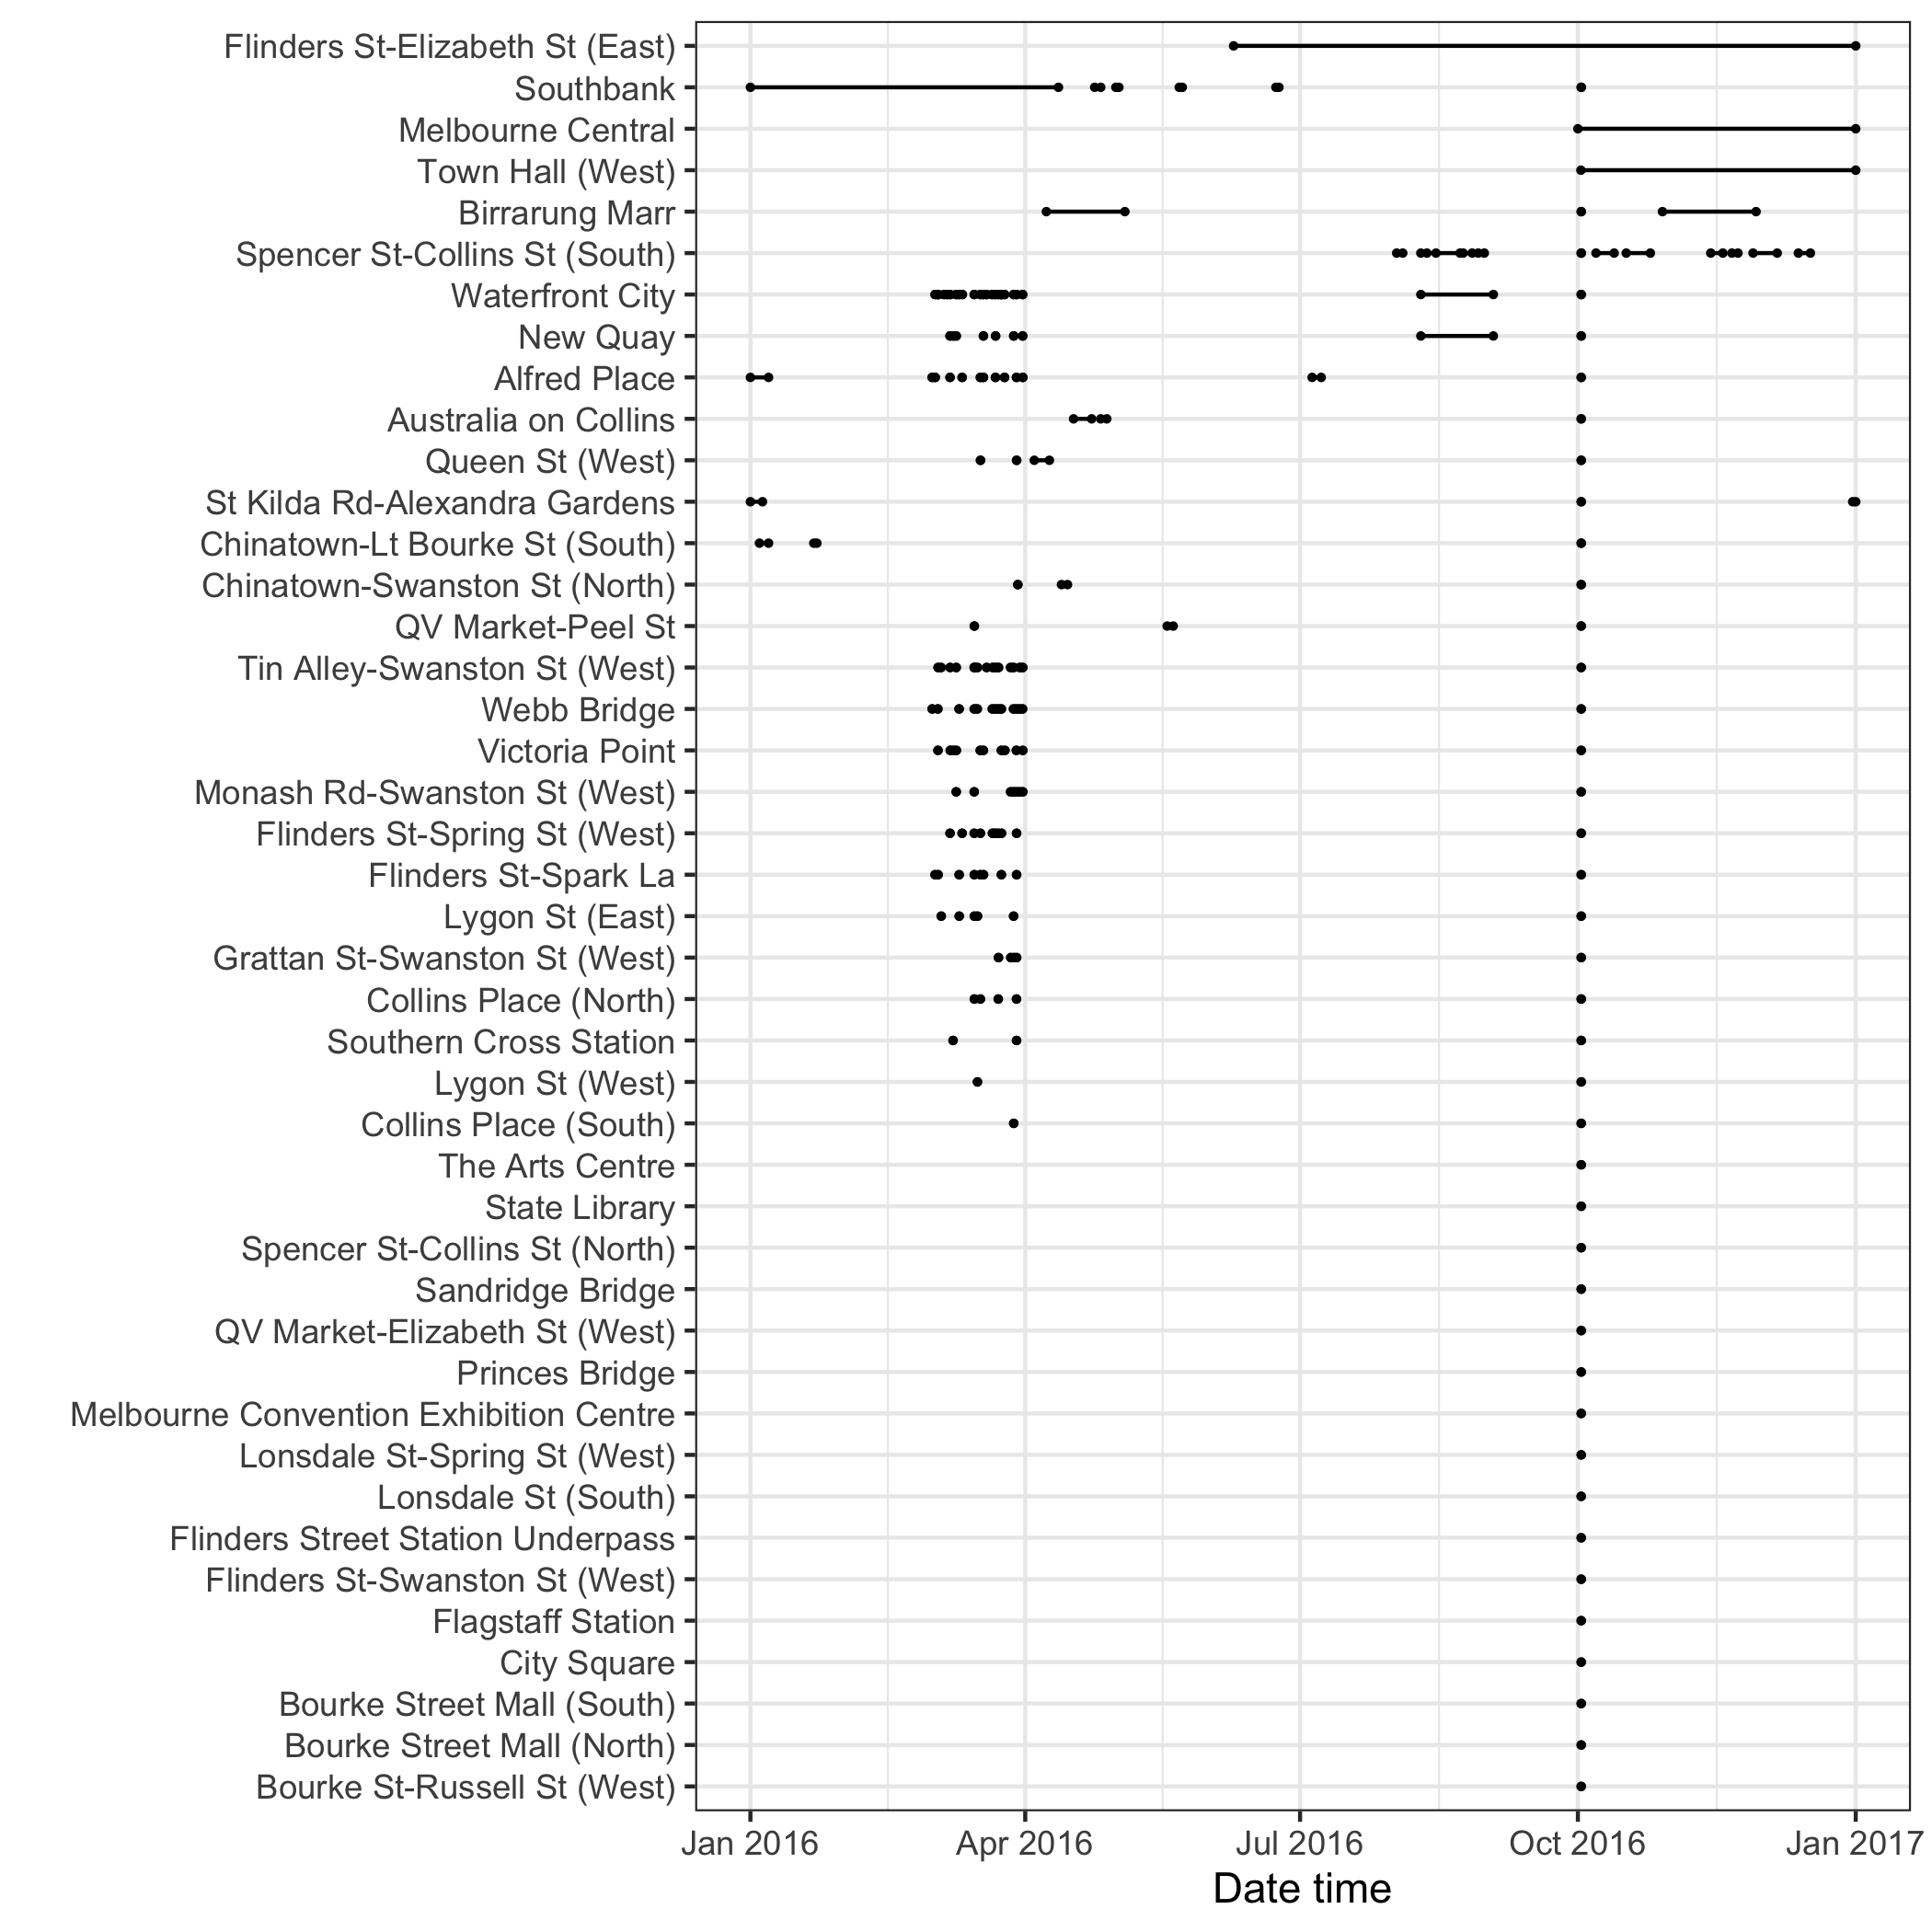 Flinders St-Elizabeth St (East)
Southbank
Melbourne Central
Town Hall (West)
Birrarung Marr
Spencer St-Collins St (South)
Waterfront City
New Quay
Alfred Place
Australia on Collins
Queen St (West)
St Kilda Rd-Alexandra Gardens
Chinatown-Lt Bourke St (South)
Chinatown-Swanston St (North)
QV Market-Peel St
Tin Alley-Swanston St (West)
Webb Bridge
Victoria Point
Monash Rd-Swanston St (West)
Flinders St-Spring St (West)
Flinders St-Spark La
Lygon St (East)
Grattan St-Swanston St (West)
Collins Place (North)
Southern Cross Station
Lygon St (West)
Collins Place (South)
The Arts Centre
State Library
Spencer St-Collins St (North)
Sandridge Bridge
QV Market-Elizabeth St (West)
Princes Bridge
Melbourne Convention Exhibition Centre
Lonsdale St-Spring St (West)
Lonsdale St (South)
Flinders Street Station Underpass
Flinders St-Swanston St (West)
Flagstaff Station
City Square
Bourke Street Mall (South)
Bourke Street Mall (North)
Bourke St-Russell St (West)
Jan 2016 Apr 2016 Jul 2016 Oct 2016 Jan 2017
Date time